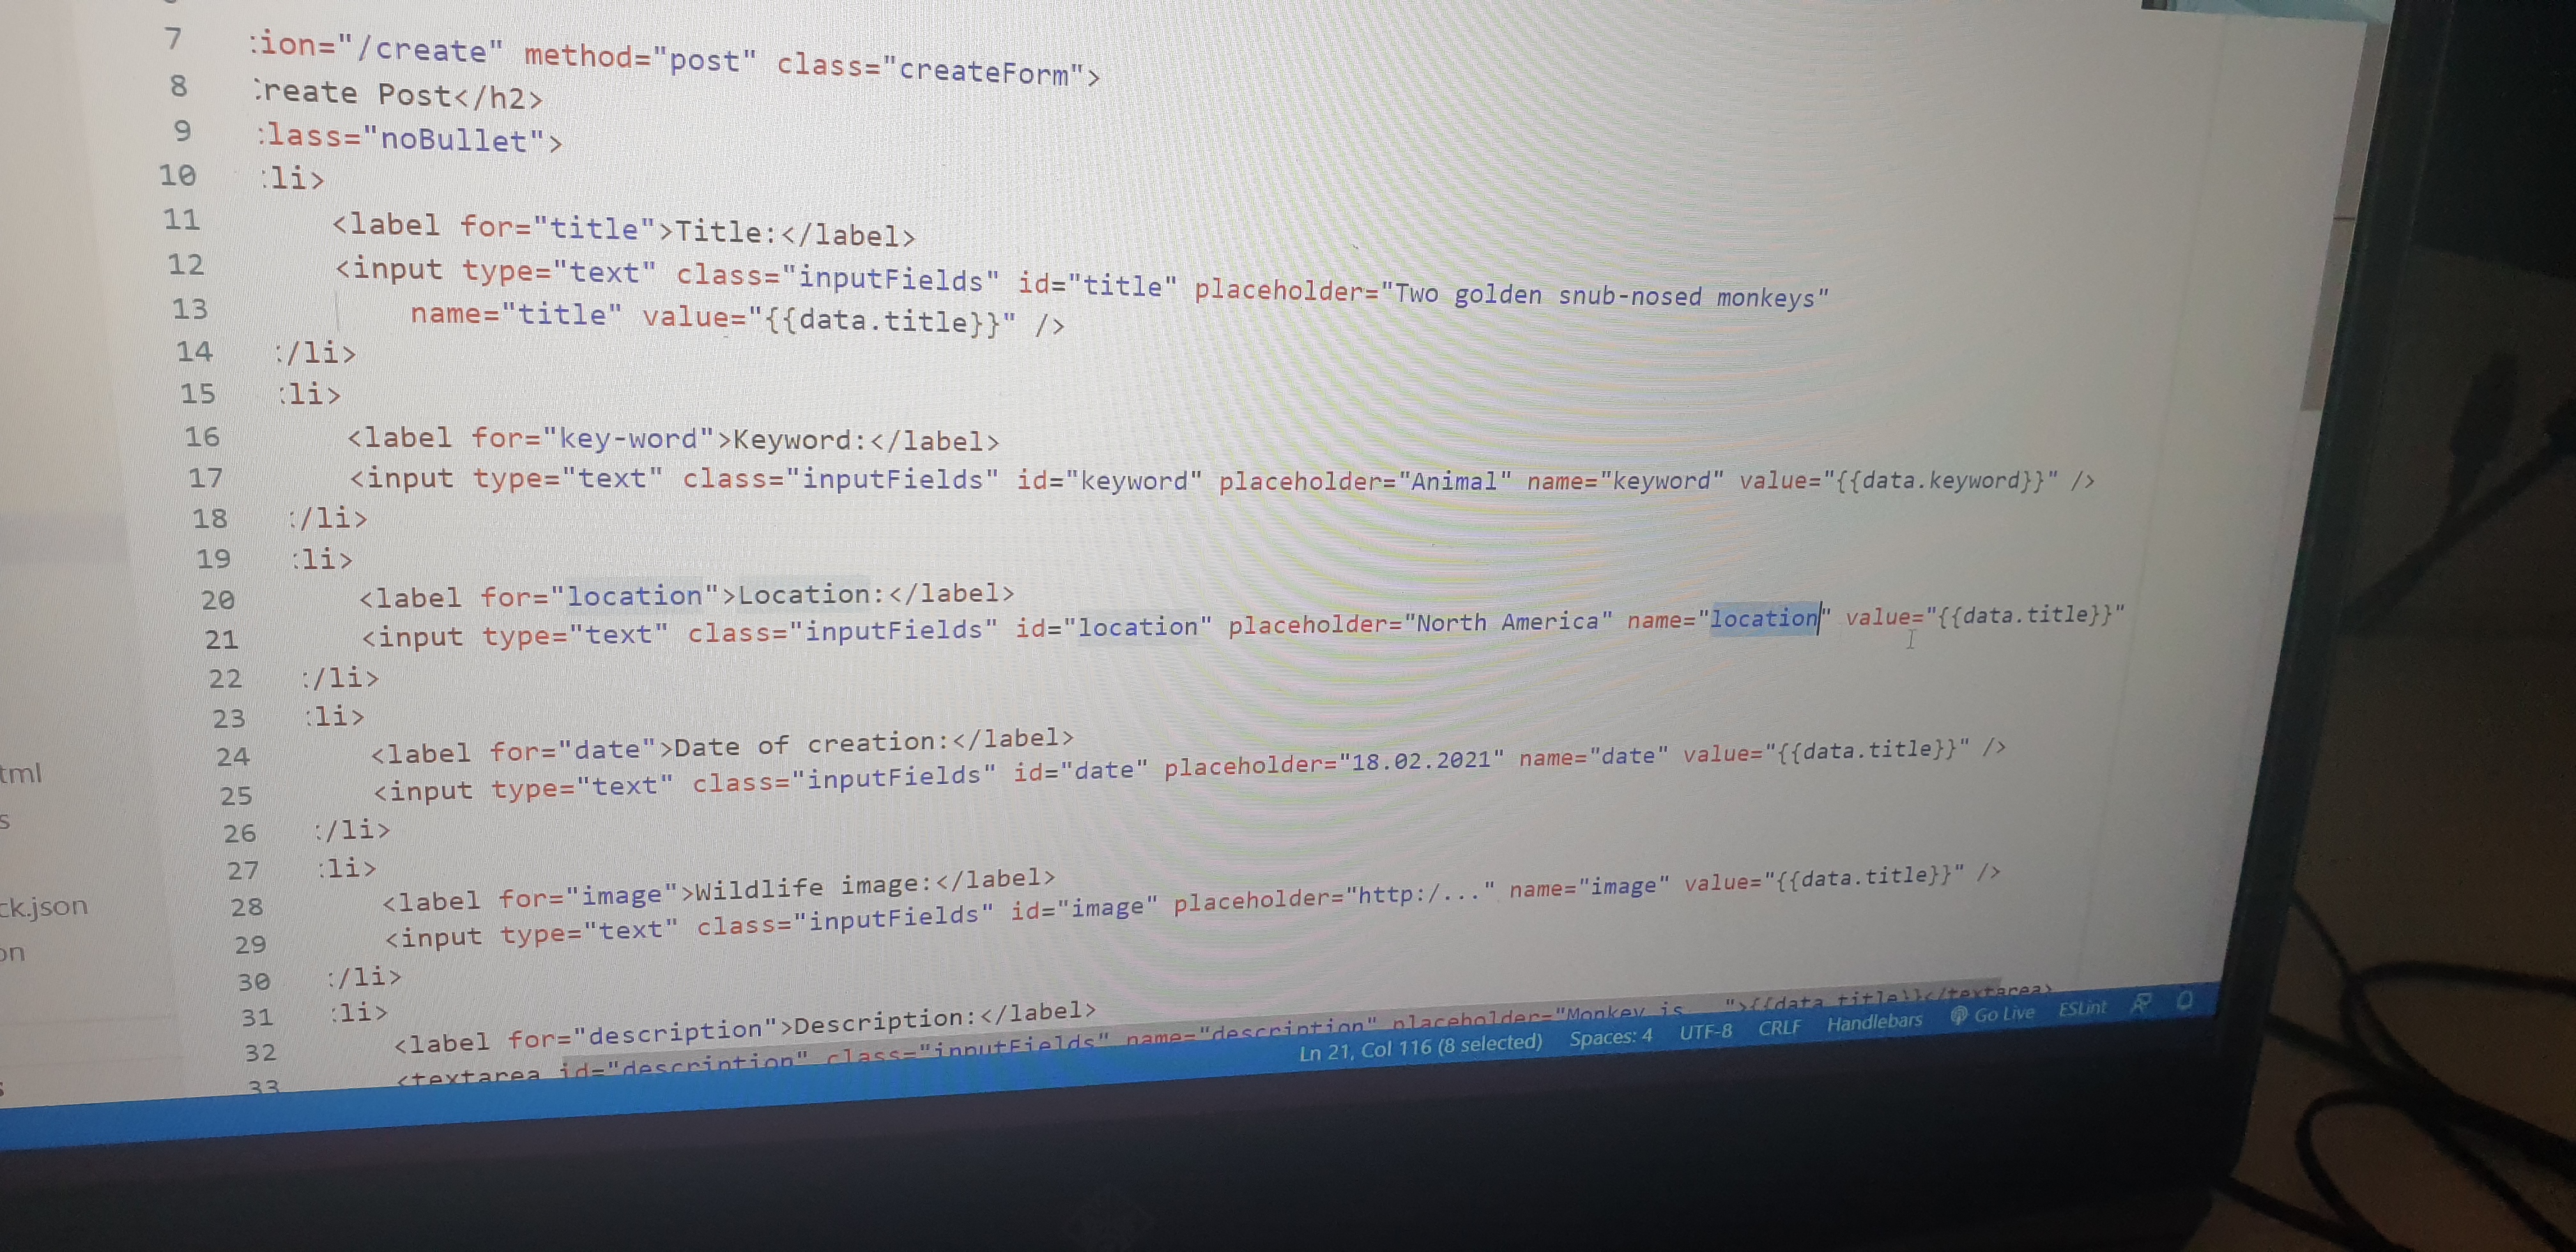 7 :ion="/create" method="post" class="createForm">
8 :reate Post</h2>
9 :lass="noBullet">
10 :li>
11 <label for="title">Title:</label>
12 <input type="text" class="inputFields" id="title" placeholder="Two golden snub-nosed monkeys"
13 name="title" value="{{data.title}}" />
14 :/li>
15 :li>
16 <label for="key-word">Keyword:</label>
17 <input type="text" class="inputFields" id="keyword" placeholder="Animal" name="keyword" value="{{data.keyword}}" />
18 :/li>
19 :li>
20 <label for="location">Location:</label>
21 <input type="text" class="inputFields" id="location" placeholder="North America" name="location" value="{{data.title}}"
22 :/li>
23 :li>
24 <label for="date">Date of creation:</label>
25 <input type="text" class="inputFields" id="date" placeholder="18.02.2021" name="date" value="{{data.title}}" />
26 :/li>
27 :li>
28 <label for="image">Wildlife image:</label>
29 <input type="text" class="inputFields" id="image" placeholder="http:/..." name="image" value="{{data.title}}" />
30 :/li>
31 :li>
32 <label for="description">Description:</label>
33 <textarea id="description" class="inputFields" name="description" placeholder="Monkey is ...">{{data.title}}</textarea>
tml
s
ck.json
on
s
Ln 21, Col 116 (8 selected) Spaces: 4 UTF-8 CRLF Handlebars Go Live ESLint